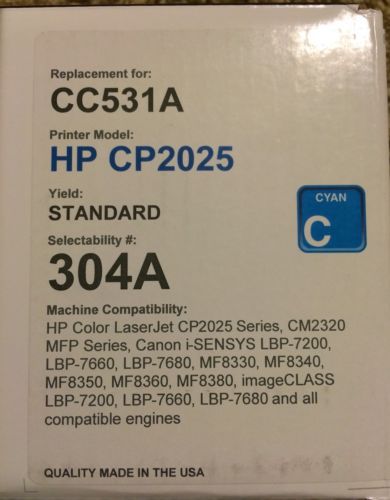 Replacement for:
CC531A
Printer Model:
HP CP2025
Yield:
STANDARD
CYAN
C
Selectability #:
304A
Machine Compatibility:
HP Color LaserJet CP2025 Series, CM2320
MFP Series, Canon i-SENSYS LBP-7200,
LBP-7660, LBP-7680, MF8330, MF8340,
MF8350, MF8360, MF8380, imageCLASS
LBP-7200, LBP-7660, LBP-7680 and all
compatible engines
QUALITY MADE IN THE USA